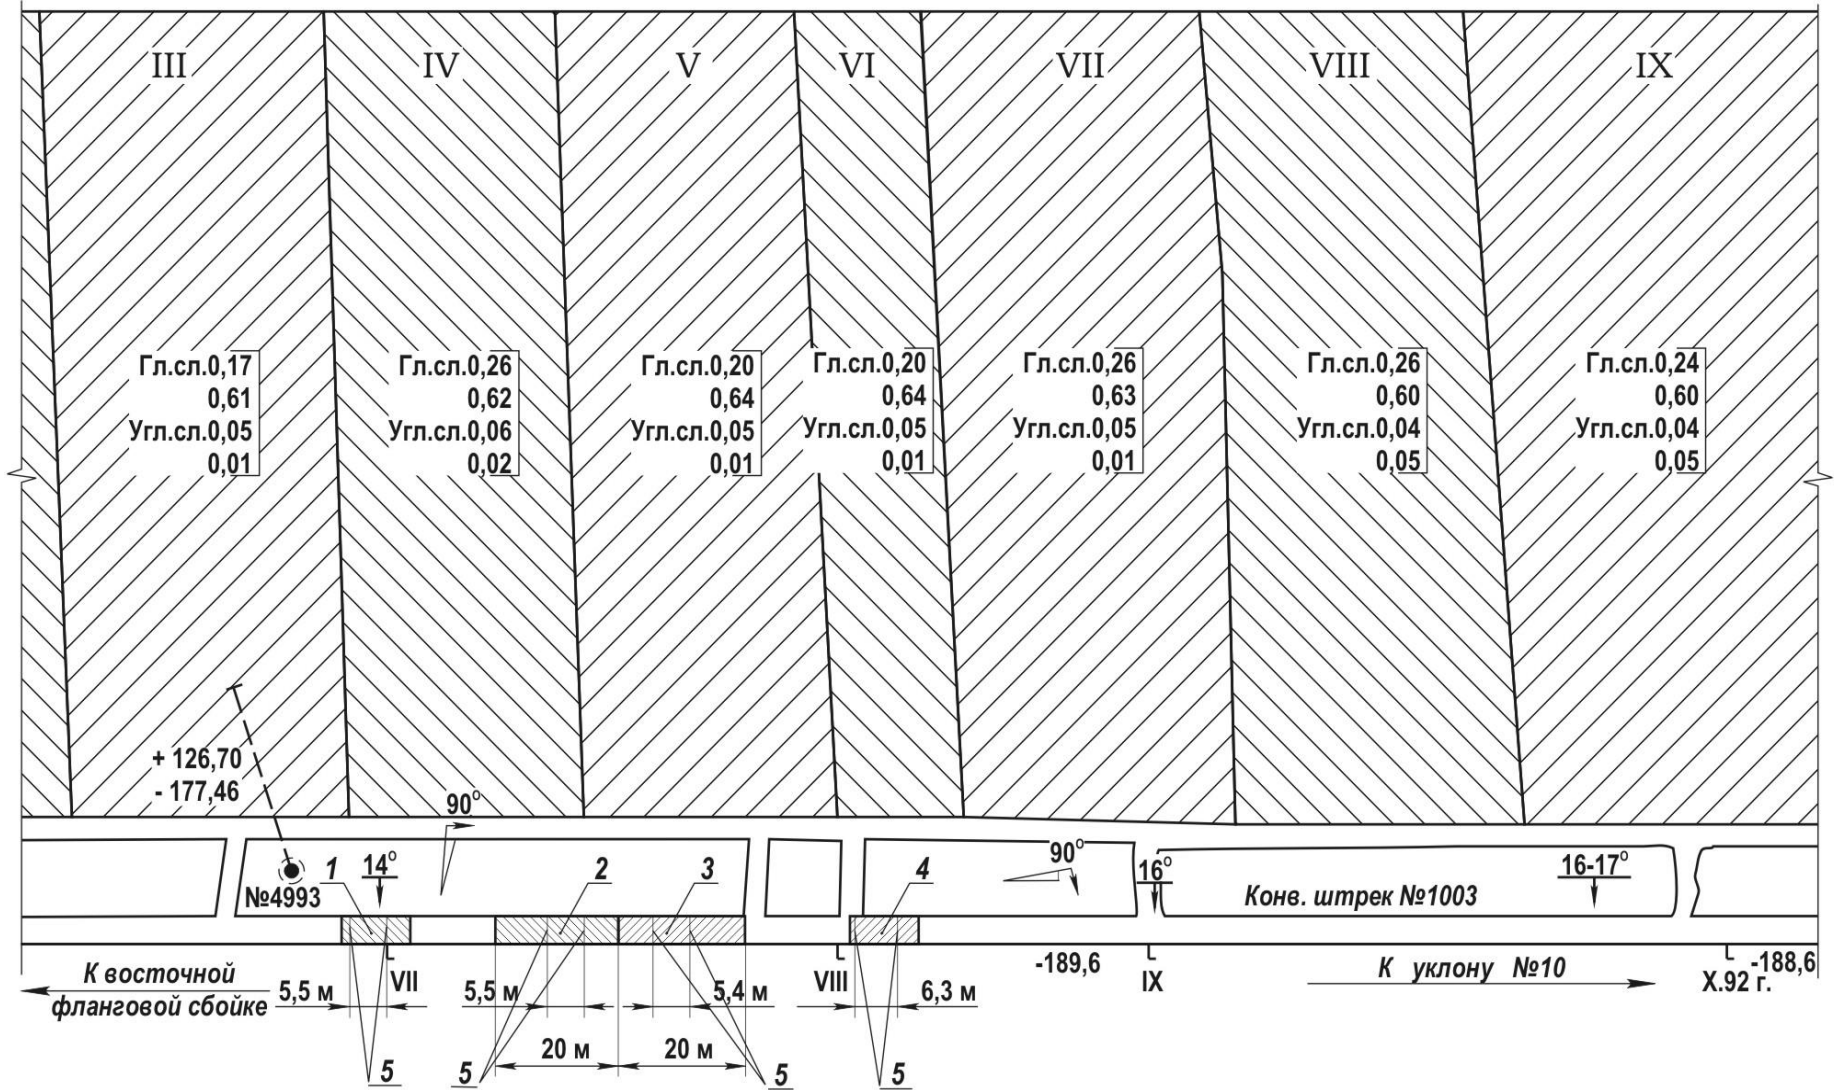 III
IV
V
VI
VII
VIII
IX
Гл.сл.0,17
0,61
Угл.сл.0,05
0,01
Гл.сл.0,26
0,62
Угл.сл.0,06
0,02
Гл.сл.0,20
0,64
Угл.сл.0,05
0,01
Гл.сл.0,20
0,64
Угл.сл.0,05
0,01
Гл.сл.0,26
0,63
Угл.сл.0,05
0,01
Гл.сл.0,26
0,60
Угл.сл.0,04
0,05
Гл.сл.0,24
0,60
Угл.сл.0,04
0,05
+ 126,70
- 177,46
№4993
1
14°
90°
2
3
4
90°
16°
Конв. штрек №1003
16-17°
К восточной
фланговой сбойке
5,5 м
VII
5,5 м
5,4 м
VIII
6,3 м
-189,6
IX
К уклону №10
-188,6
X.92 г.
20 м
20 м
5
5
5
5